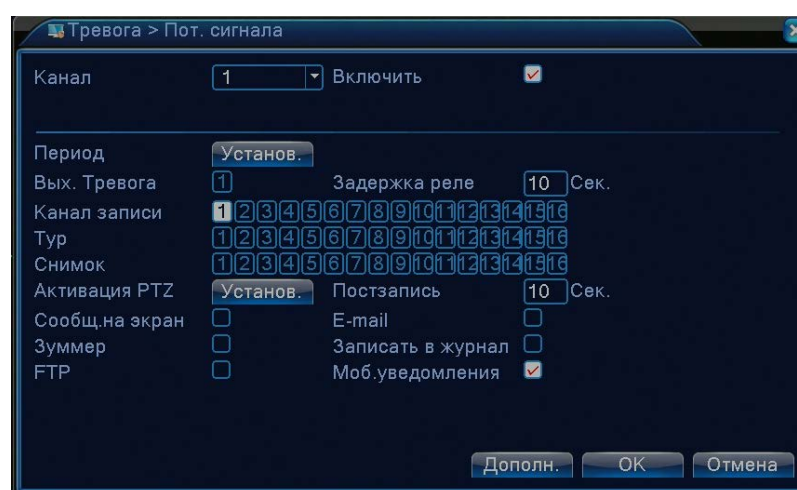 Тревога > Пот. сигнала
Канал 1 Включить
Период Установ.
Вых. Тревога 1 Задержка реле 10 Сек.
Канал записи 1 2 3 4 5 6 7 8 9 10 11 12 13 14 15 16
Тур 1 2 3 4 5 6 7 8 9 10 11 12 13 14 15 16
Снимок 1 2 3 4 5 6 7 8 9 10 11 12 13 14 15 16
Активация PTZ Установ. Постзапись 10 Сек.
Сообщ.на экран E-mail
Зуммер Записать в журнал
FTP Моб.уведомления
Дополн. OK Отмена